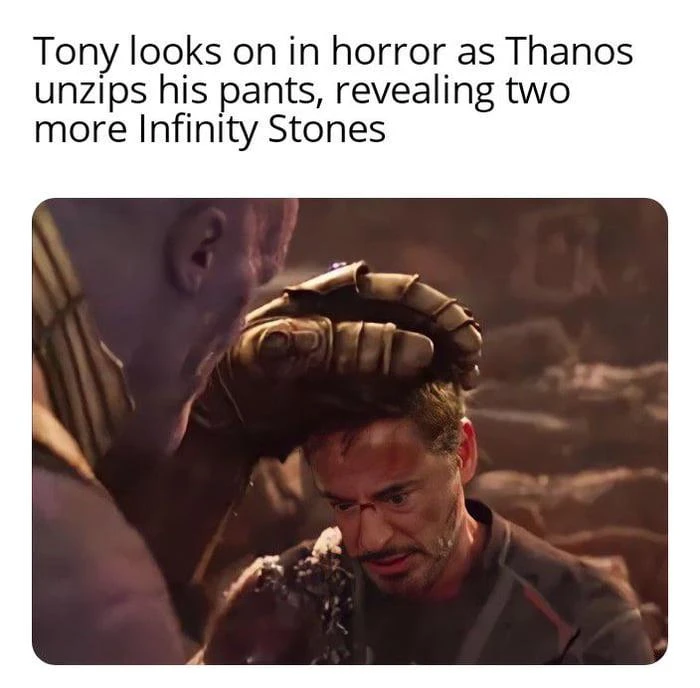 Tony looks on in horror as Thanos
unzips his pants, revealing two
more Infinity Stones